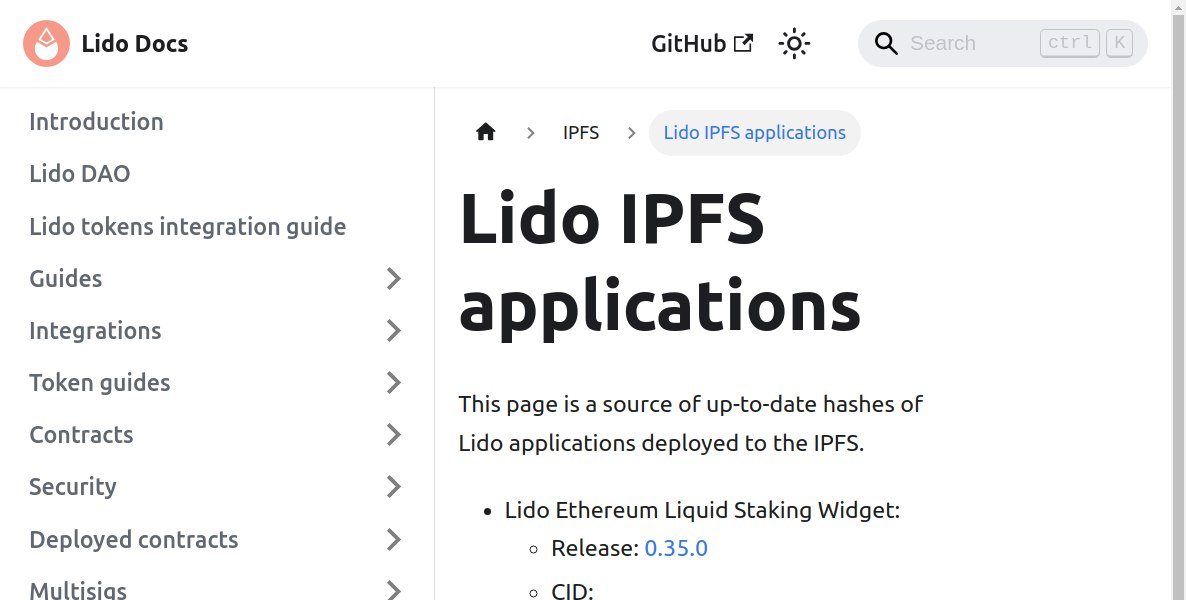 Lido Docs
GitHub
Search
ctrl K
Introduction
Lido DAO
Lido tokens integration guide
Guides
Integrations
Token guides
Contracts
Security
Deployed contracts
Multisigs
IPFS
Lido IPFS applications
Lido IPFS
applications
This page is a source of up-to-date hashes of
Lido applications deployed to the IPFS.
Lido Ethereum Liquid Staking Widget:
Release: 0.35.0
CID: